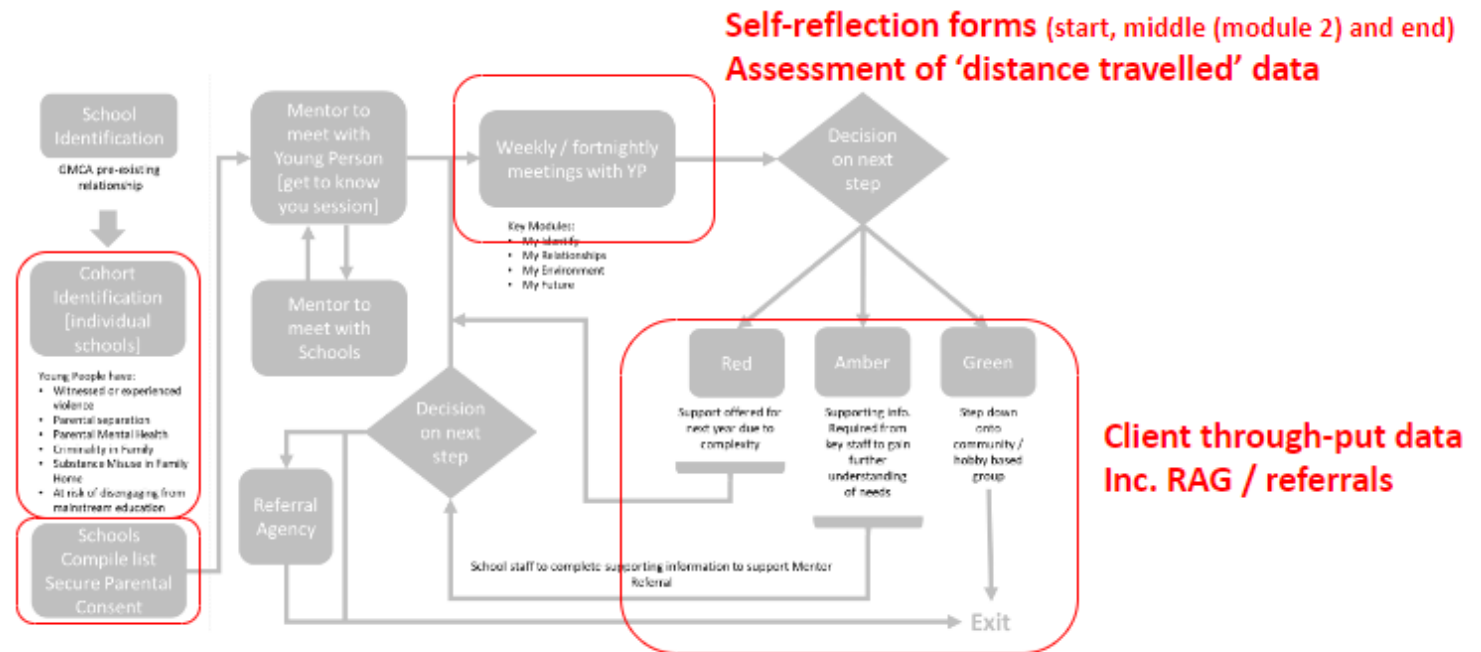 Self-reflection forms (start, middle (module 2) and end)
Assessment of ‘distance travelled’ data
School
Identification
GMCA pre-existing
relationship
Cohort
Identification
[individual
schools]
Young People have:
• Witnessed or experienced
violence
• Parental separation
• Parental Mental Health
• Criminality in Family
• Substance Misuse in Family
Home
• At risk of disengaging from
mainstream education
Schools
Compile list
Secure Parental
Consent
Mentor to
meet with
Young Person
[get to know
you session]
Mentor to
meet with
Schools
Weekly / fortnightly
meetings with YP
Key Modules:
• My Identify
• My Relationships
• My Environment
• My Future
Decision
on next
step
Decision
on next
step
Referral
Agency
Red
Support offered for
next year due to
complexity
Amber
Supporting info.
Required from
key staff to gain
further
understanding
of needs
Green
Step down
onto
community /
hobby based
group
School staff to complete supporting information to support Mentor
Referral
Exit
Client through-put data
Inc. RAG / referrals